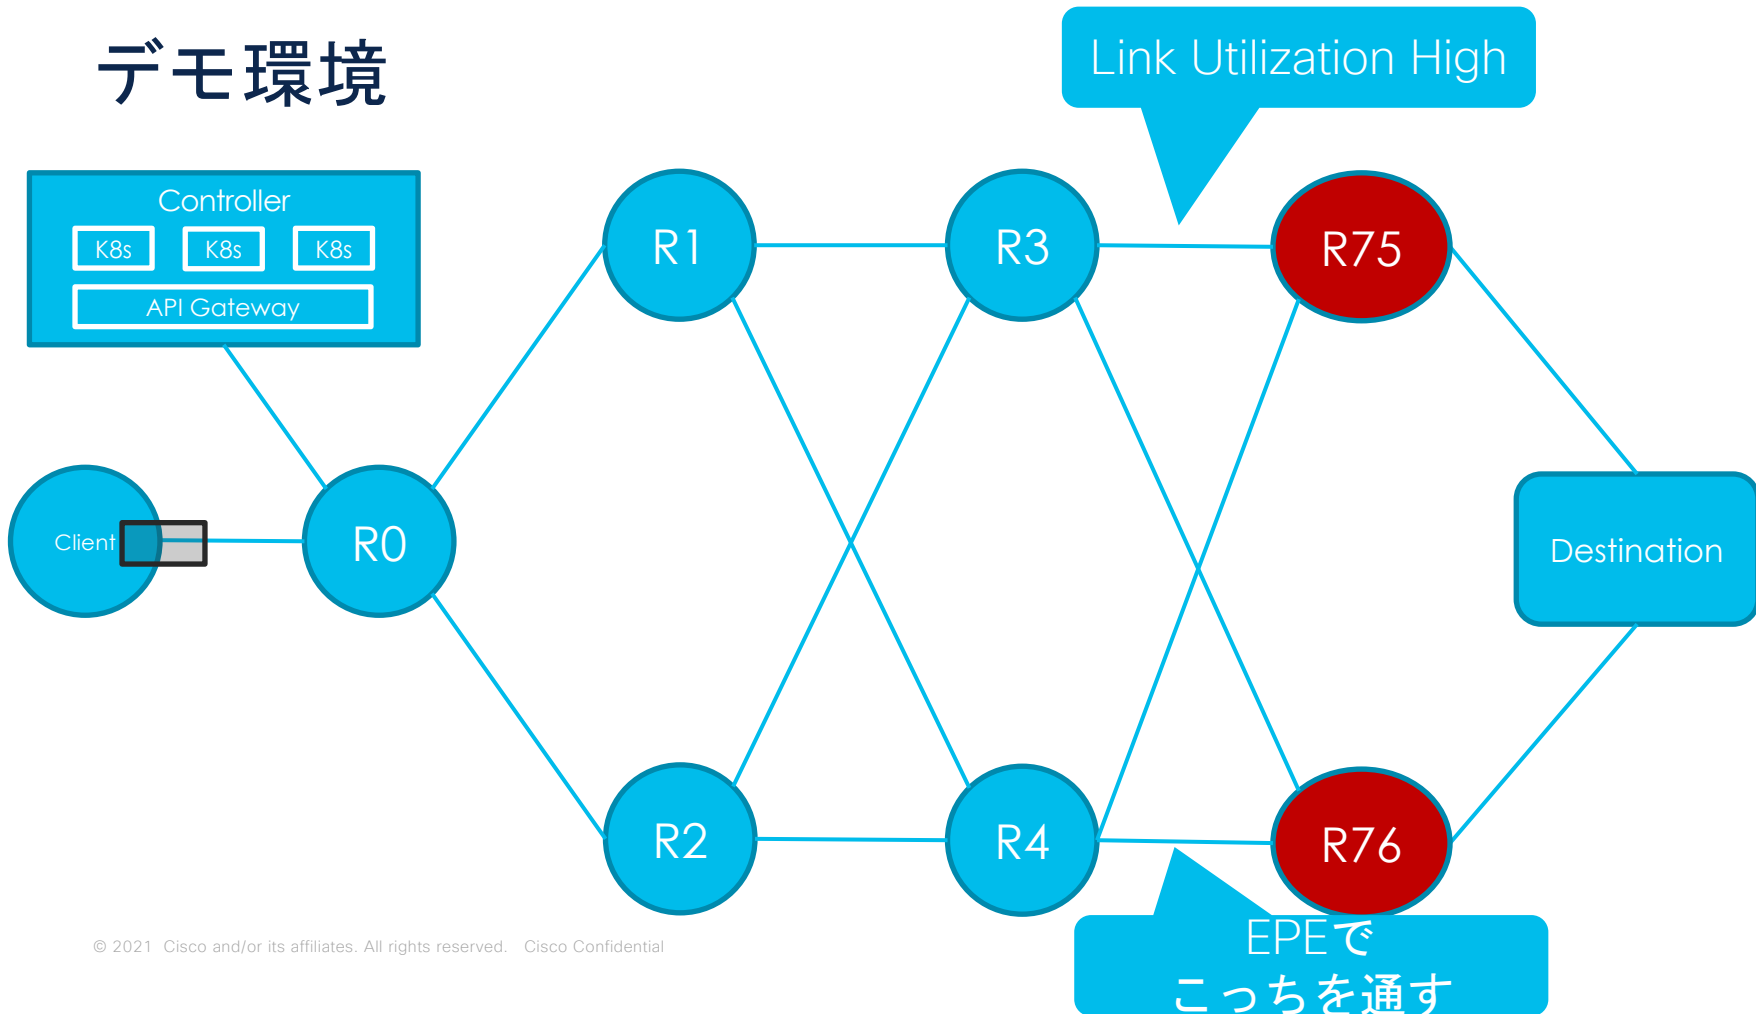 デモ環境
Link Utilization High
Controller
K8s
K8s
K8s
API Gateway
R1
R3
R75
Client
R0
Destination
R2
R4
R76
EPEで
こっちを通す
© 2021 Cisco and/or its affiliates. All rights reserved. Cisco Confidential